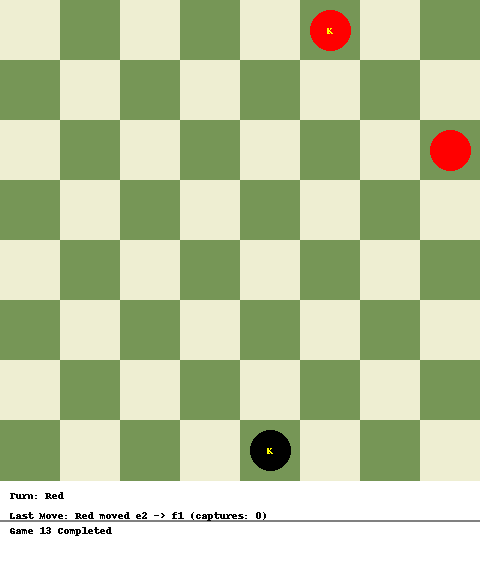 K
K
Turn: Red
Last Move: Red moved e2 -> f1 (captures: 0)
Game 13 Completed